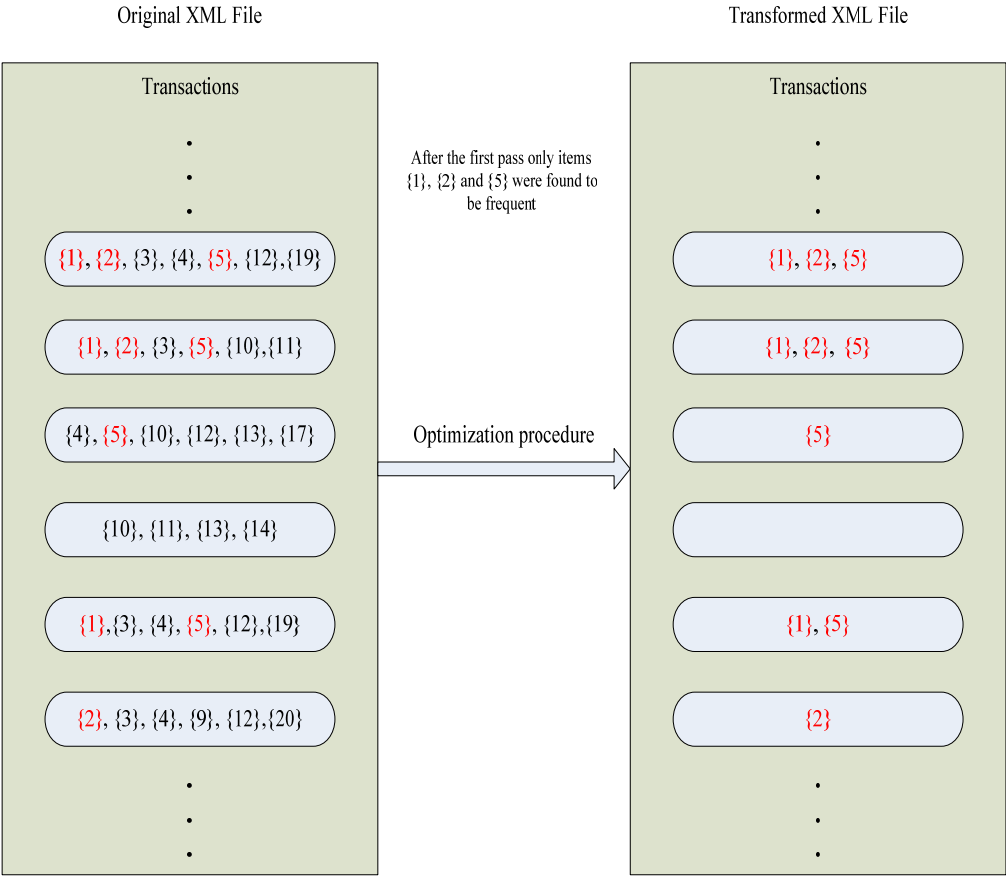 Original XML File
Transformed XML File
Transactions
{1}, {2}, {3}, {4}, {5}, {12},{19}
{1}, {2}, {3}, {5}, {10},{11}
{4}, {5}, {10}, {12}, {13}, {17}
{10}, {11}, {13}, {14}
{1},{3}, {4}, {5}, {12},{19}
{2}, {3}, {4}, {9}, {12},{20}
After the first pass only items
{1}, {2} and {5} were found to
be frequent
Optimization procedure
Transactions
{1}, {2}, {5}
{1}, {2}, {5}
{5}
{1}, {5}
{2}